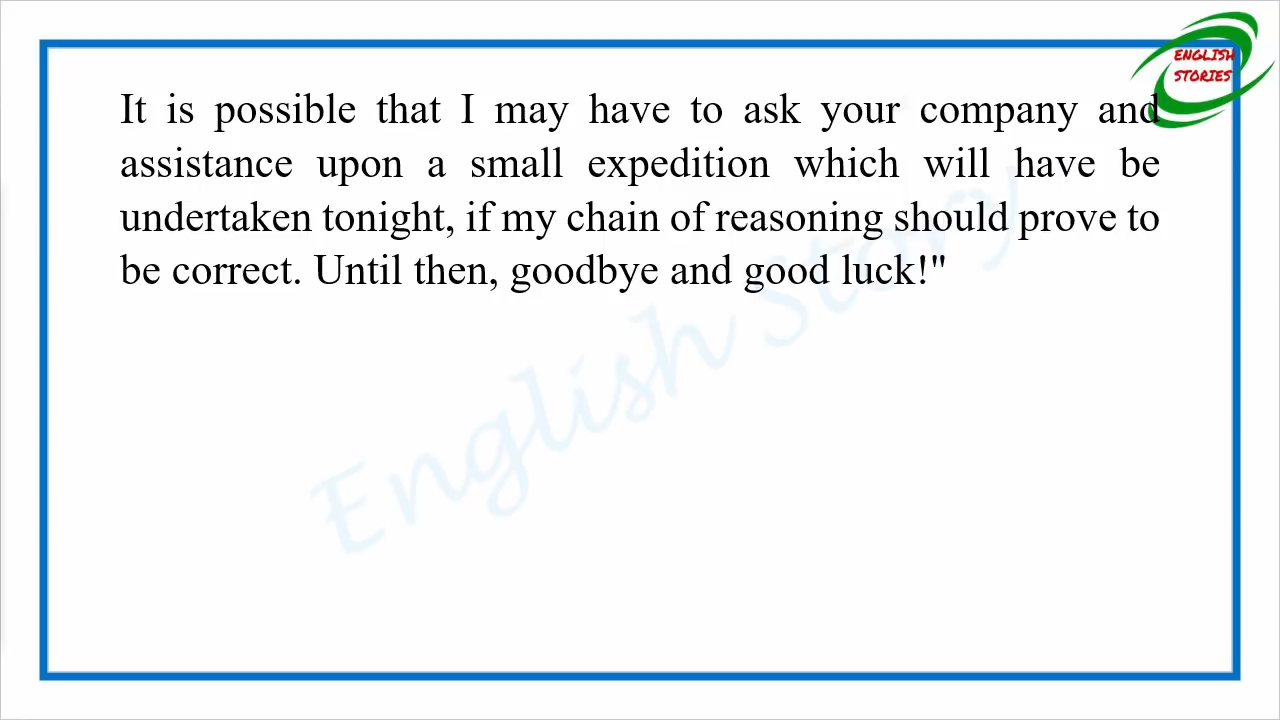 ENGLISH
STORIES
It is possible that I may have to ask your company and
assistance upon a small expedition which will have be
undertaken tonight, if my chain of reasoning should prove to
be correct. Until then, goodbye and good luck!"
English Story